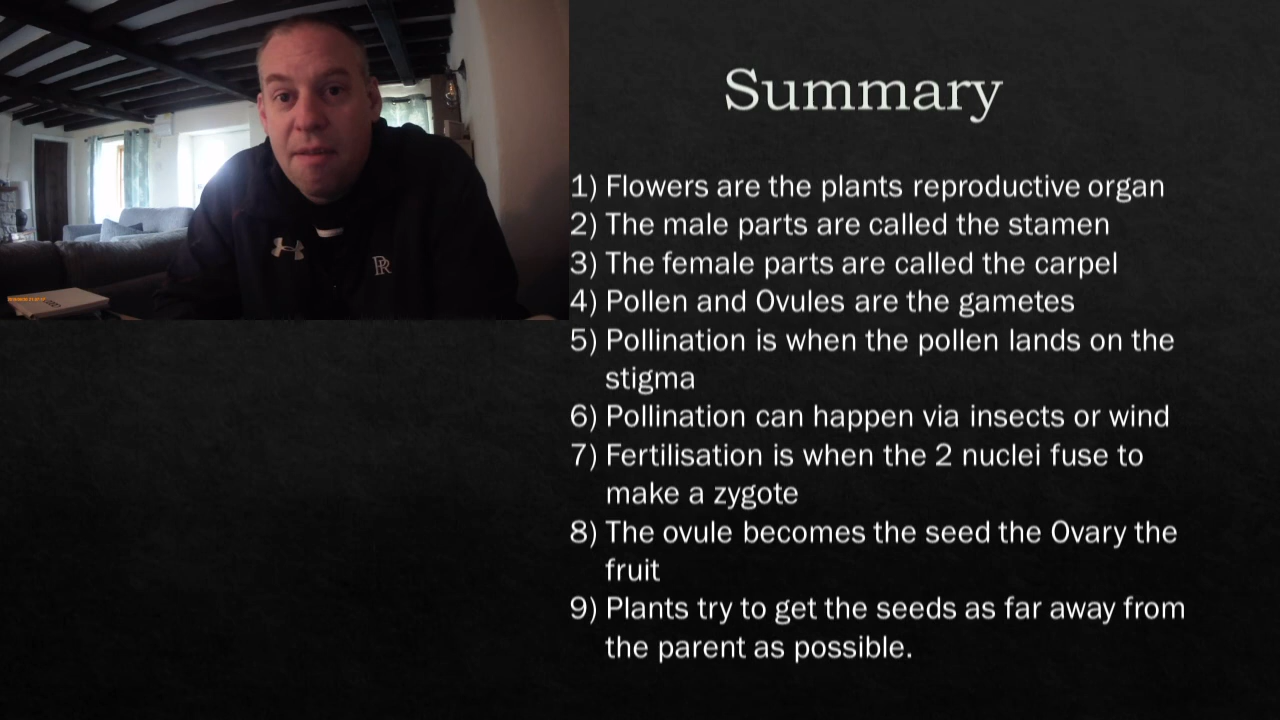 Summary
1) Flowers are the plants reproductive organ
2) The male parts are called the stamen
3) The female parts are called the carpel
4) Pollen and Ovules are the gametes
5) Pollination is when the pollen lands on the
stigma
6) Pollination can happen via insects or wind
7) Fertilisation is when the 2 nuclei fuse to
make a zygote
8) The ovule becomes the seed the Ovary the
fruit
9) Plants try to get the seeds as far away from
the parent as possible.